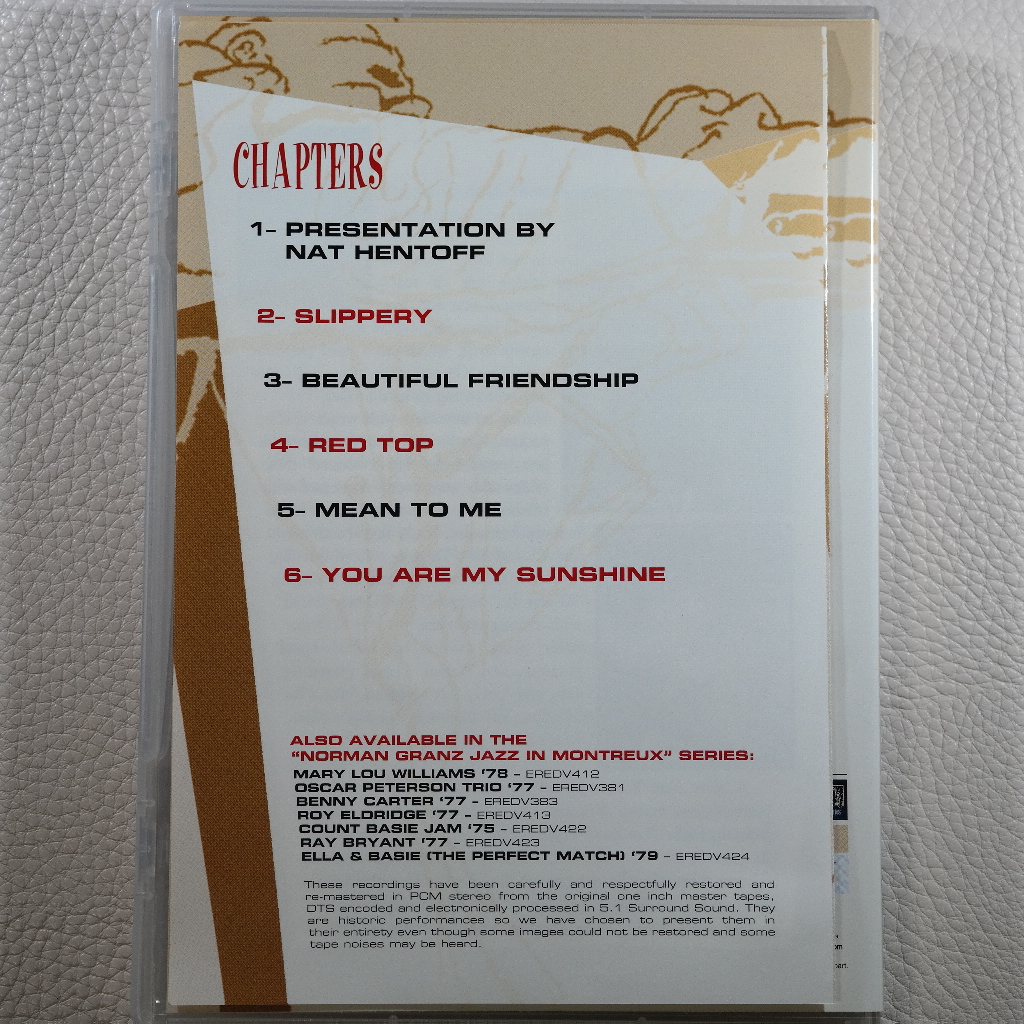 CHAPTERS
1- PRESENTATION BY
NAT HENTOFF
2- SLIPPERY
3- BEAUTIFUL FRIENDSHIP
4- RED TOP
5- MEAN TO ME
6- YOU ARE MY SUNSHINE
ALSO AVAILABLE IN THE
"NORMAN GRANZ JAZZ IN MONTREUX" SERIES:
MARY LOU WILLIAMS '78 - EREDV412
OSCAR PETERSON TRIO '77 - EREDV381
BENNY CARTER '77 - EREDV383
ROY ELDRIDGE '77 - EREDV413
COUNT BASIE JAM '75 - EREDV422
RAY BRYANT '77 - EREDV423
ELLA & BASIE (THE PERFECT MATCH) '79 - EREDV424
These recordings have been carefully and respectfully restored and
re-mastered in PCM stereo from the original one inch master tapes,
DTS encoded and electronically processed in 5.1 Surround Sound. They
are historic performances so we have chosen to present them in
their entirety even though some images could not be restored and some
tape noises may be heard.